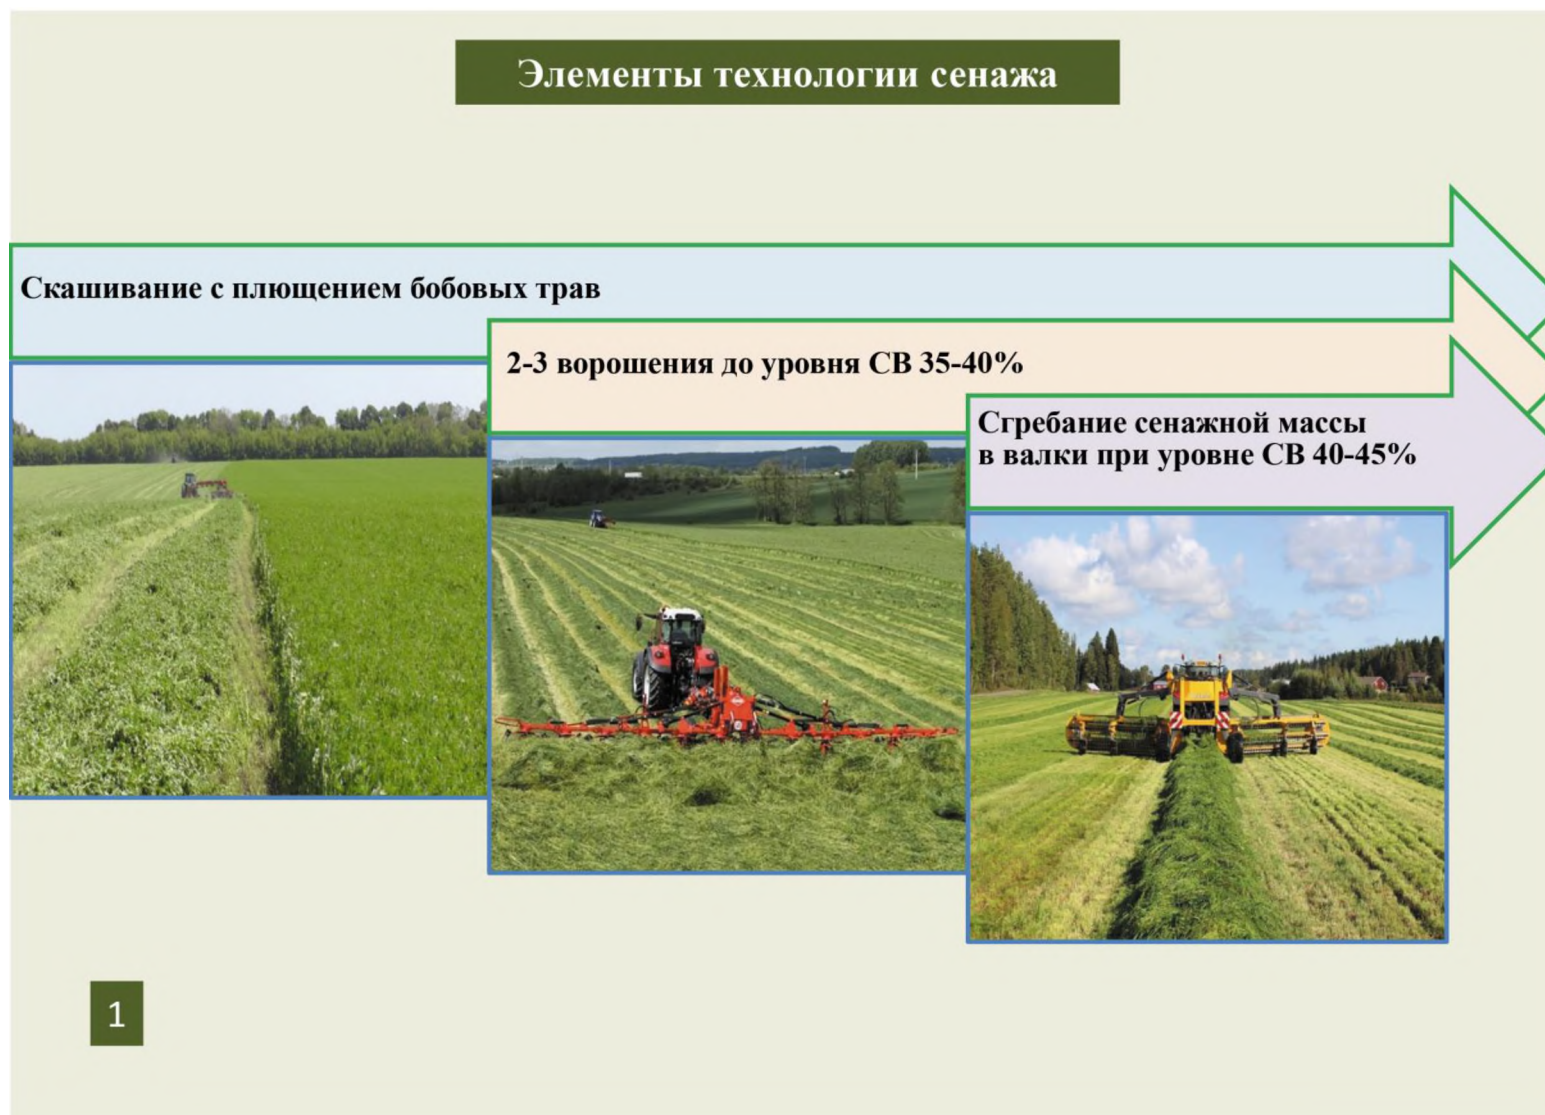 Элементы технологии сенажа
Скашивание с плющением бобовых трав
2-3 ворошения до уровня СВ 35-40%
Сгребание сенажной массы
в валки при уровне СВ 40-45%
1